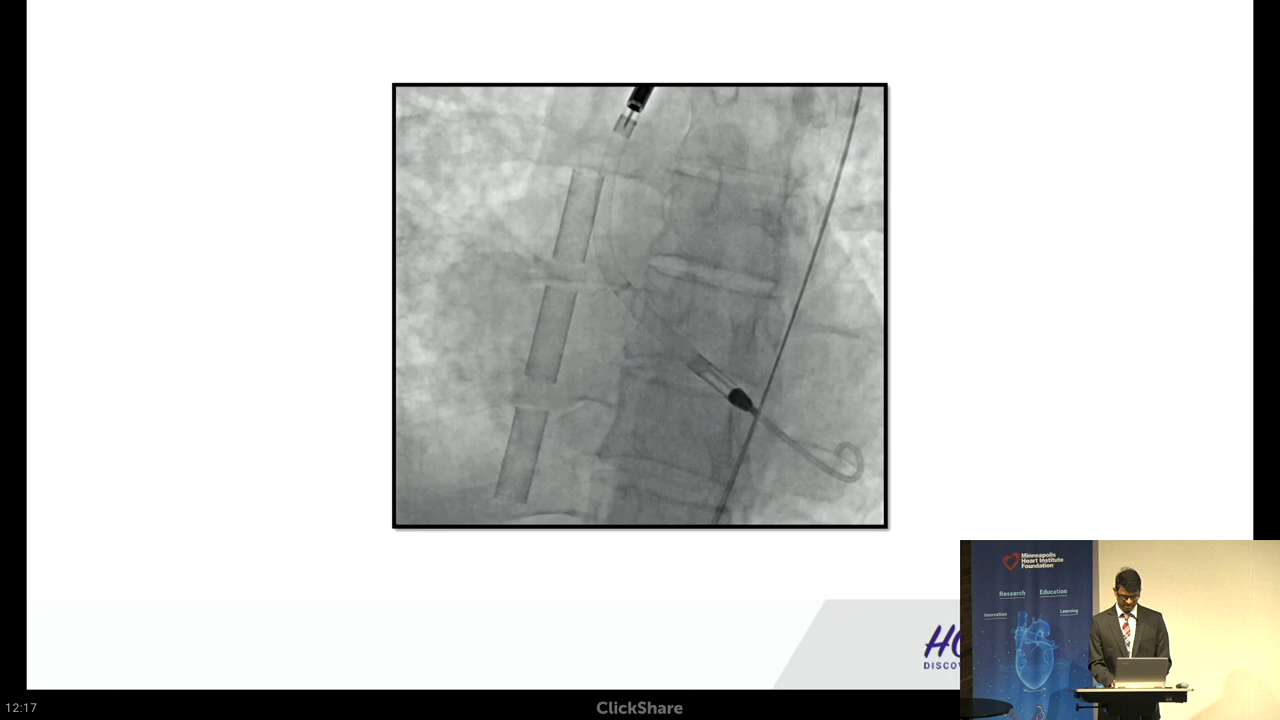 Minneapolis
Heart Institute
Foundation
Research
Education
Innovation
Learning
12:17
ClickShare